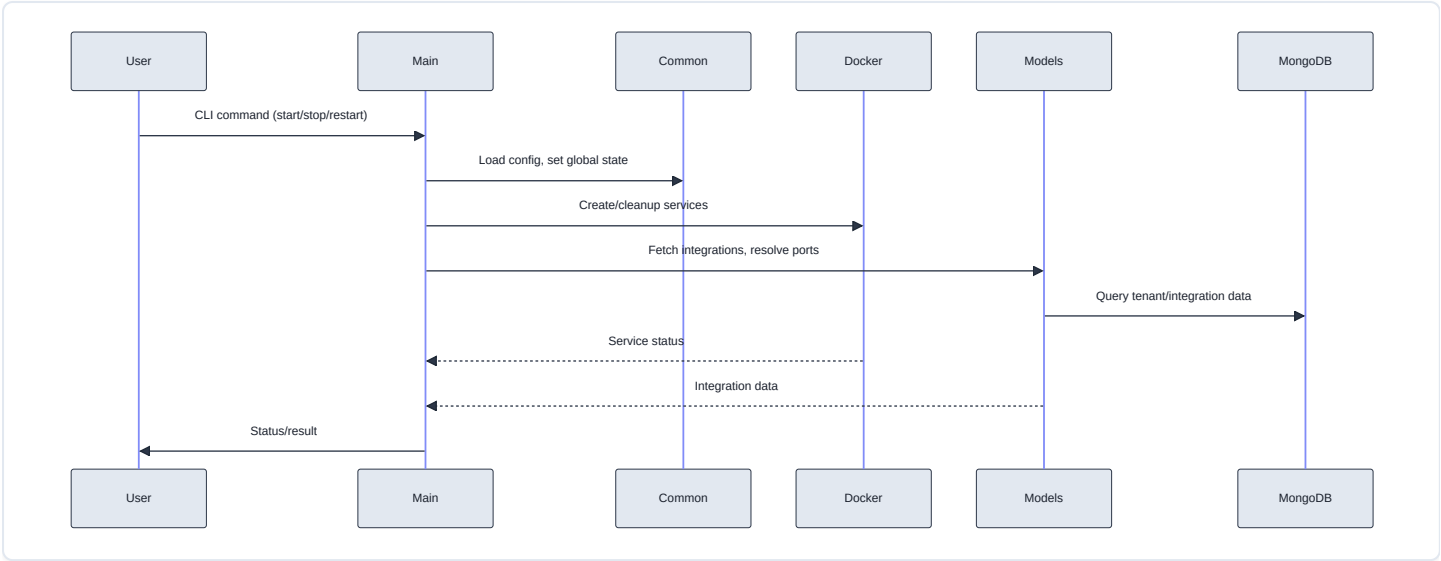 User
Main
Common
Docker
Models
MongoDB
CLI command (start/stop/restart)
Load config, set global state
Create/cleanup services
Fetch integrations, resolve ports
Query tenant/integration data
Service status
Integration data
Status/result
User
Main
Common
Docker
Models
MongoDB